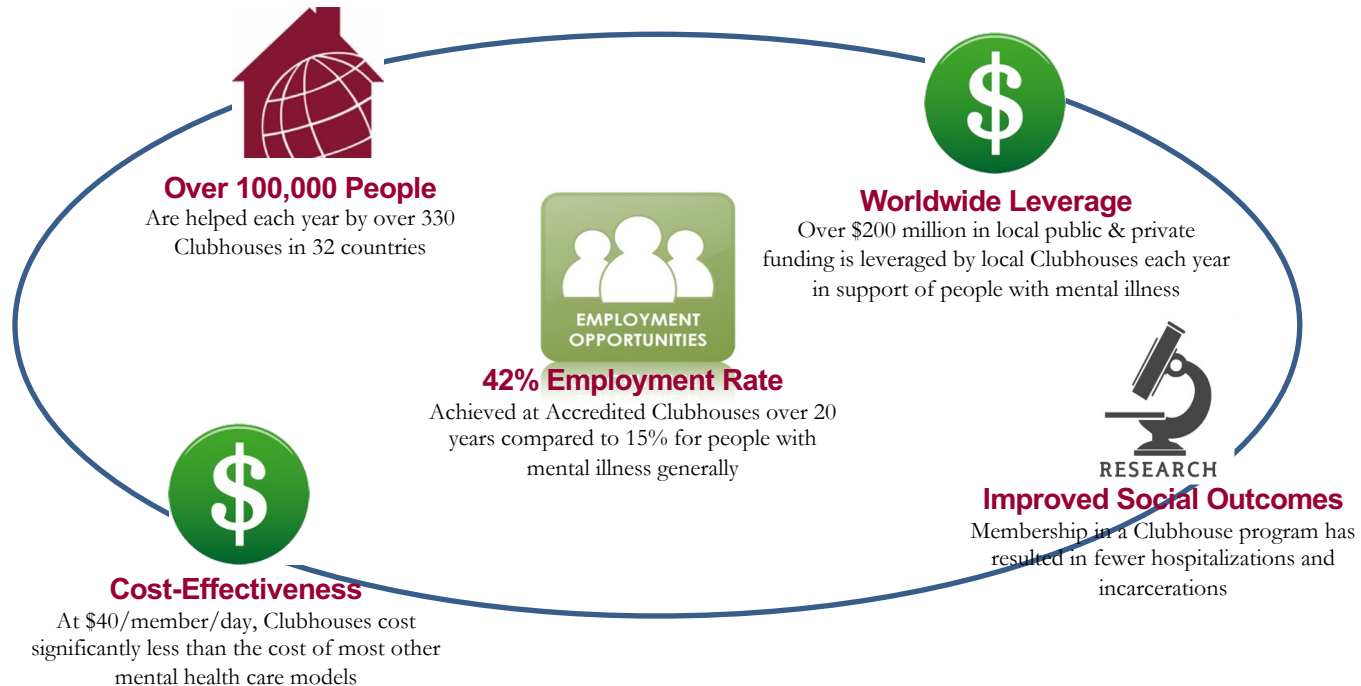 Over 100,000 People
Are helped each year by over 330
Clubhouses in 32 countries
Worldwide Leverage
Over $200 million in local public & private
funding is leveraged by local Clubhouses each year
in support of people with mental illness
EMPLOYMENT
OPPORTUNITIES
42% Employment Rate
Achieved at Accredited Clubhouses over 20
years compared to 15% for people with
mental illness generally
RESEARCH
Improved Social Outcomes
Membership in a Clubhouse program has
resulted in fewer hospitalizations and
incarcerations
$
$
Cost-Effectiveness
At $40/member/day, Clubhouses cost
significantly less than the cost of most other
mental health care models